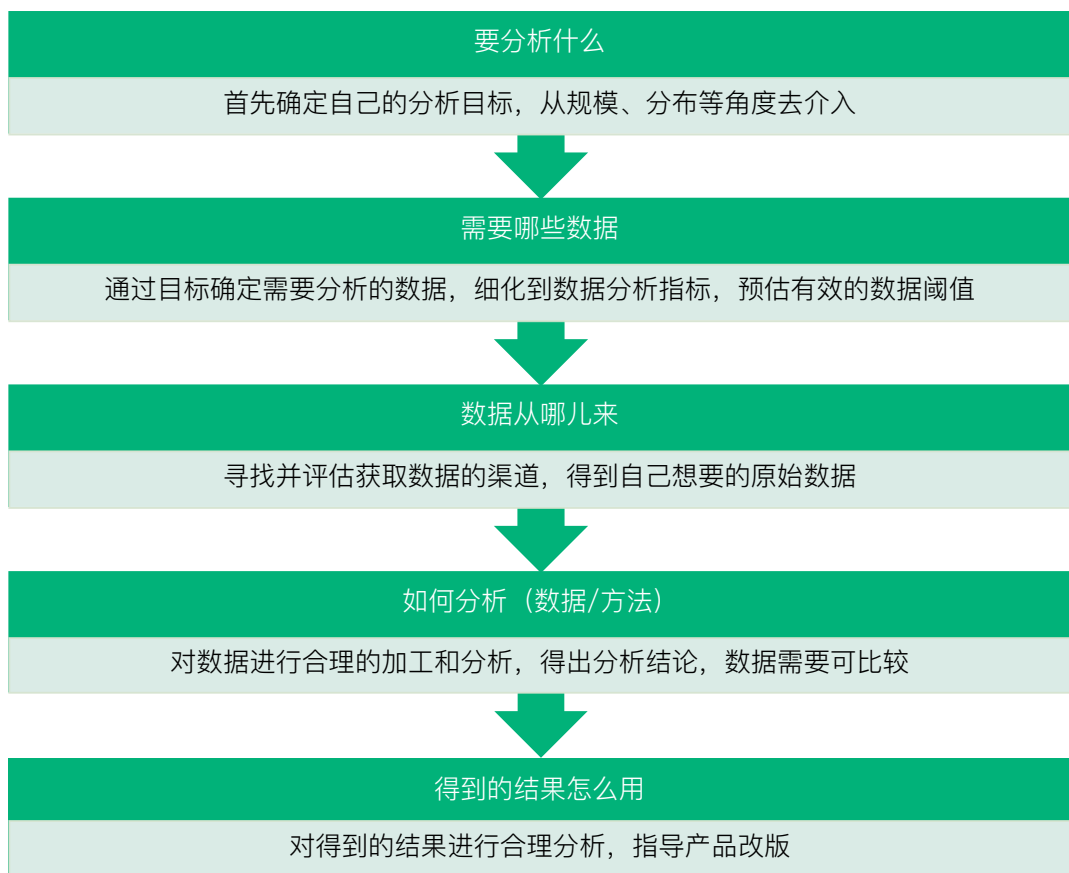 要分析什么
首先确定自己的分析目标，从规模、分布等角度去介入
需要哪些数据
通过目标确定需要分析的数据，细化到数据分析指标，预估有效的数据阈值
数据从哪儿来
寻找并评估获取数据的渠道，得到自己想要的原始数据
如何分析（数据/方法）
对数据进行合理的加工和分析，得出分析结论，数据需要可比较
得到的结果怎么用
对得到的结果进行合理分析，指导产品改版